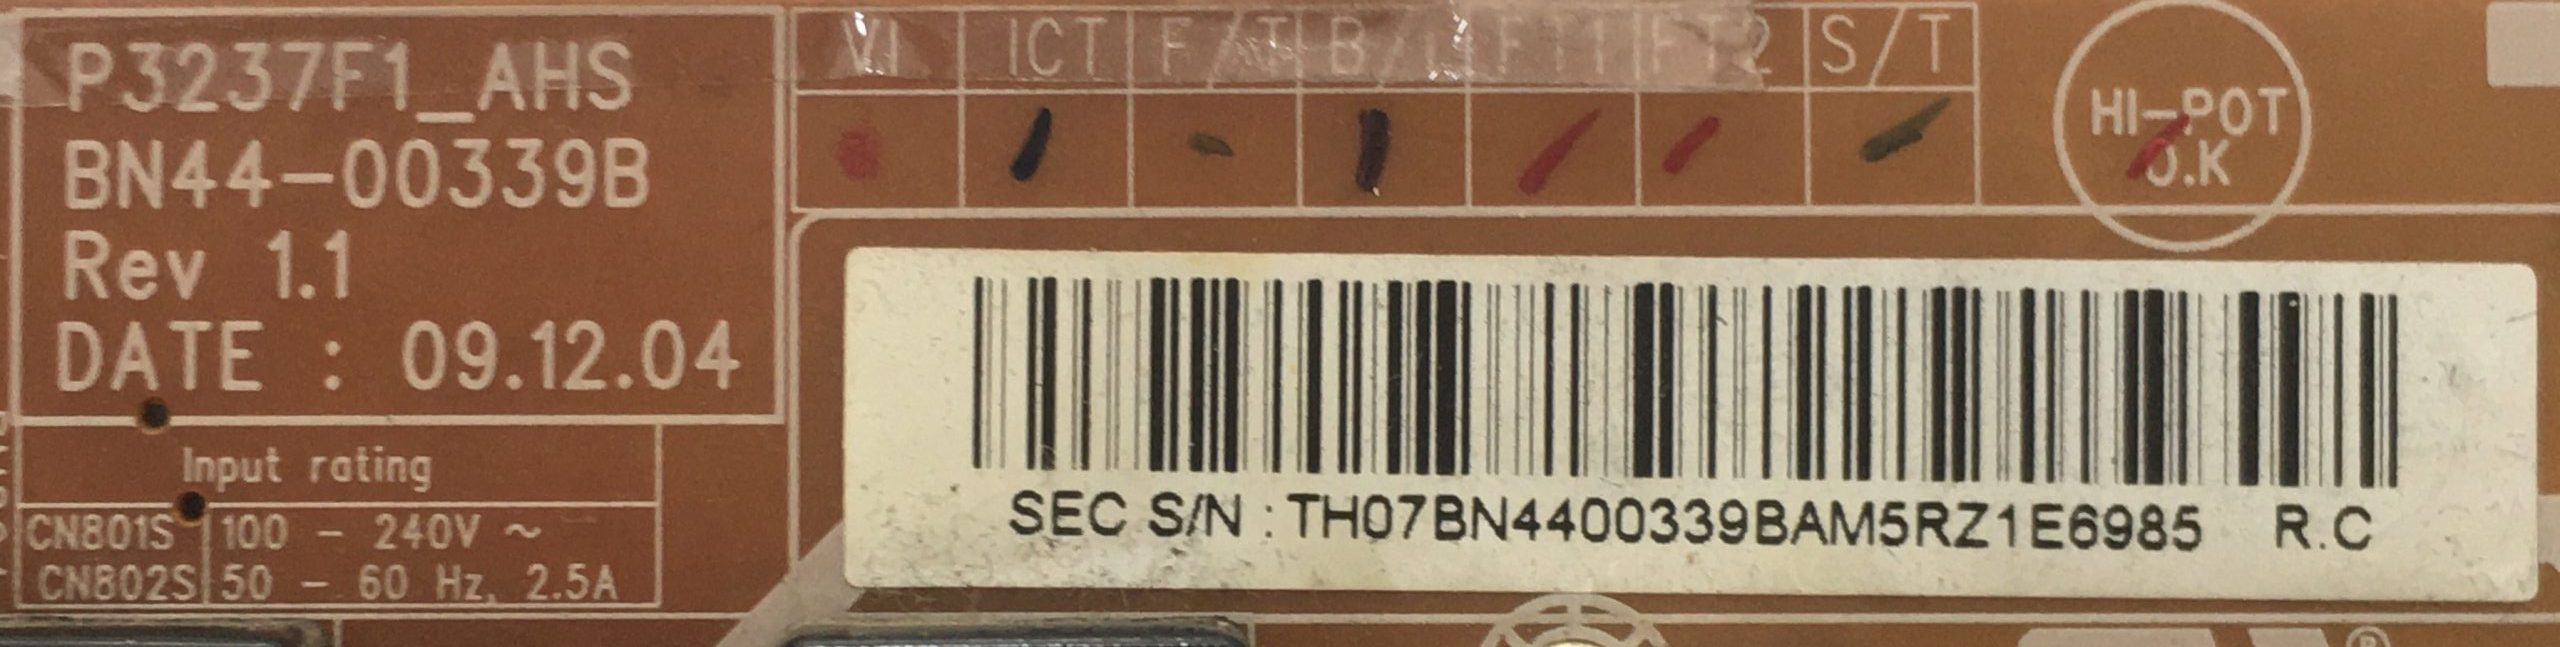 P3237F1_AHS
BN44-00339B
Rev 1.1
DATE : 09.12.04
Input rating
CN801S 100 - 240V ~
CN802S 50 - 60 Hz, 2.5A
VI ICT F/T B/I FT1 FT2 S/T
HI-POT
O.K
SEC S/N : TH07BN4400339BAM5RZ1E6985 R.C
®